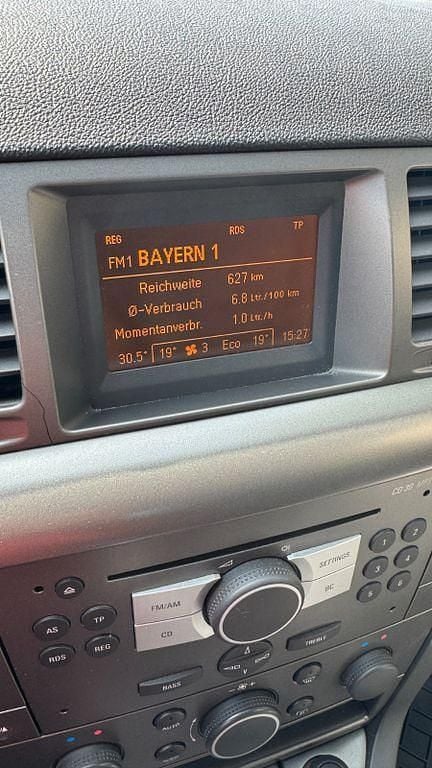 REG RDS TP
FM1 BAYERN 1
Reichweite 627 km
Ø-Verbrauch 6.8 Ltr./100 km
Momentanverbr. 1.0 Ltr./h
30.5° 19° 3 Eco 19° 15:27
CD 30 MP3
CH
SETTINGS
BC
FM/AM
CD
1 2
3 4
5 6
AS TP
RDS REG
BASS
TREBLE
AUTO